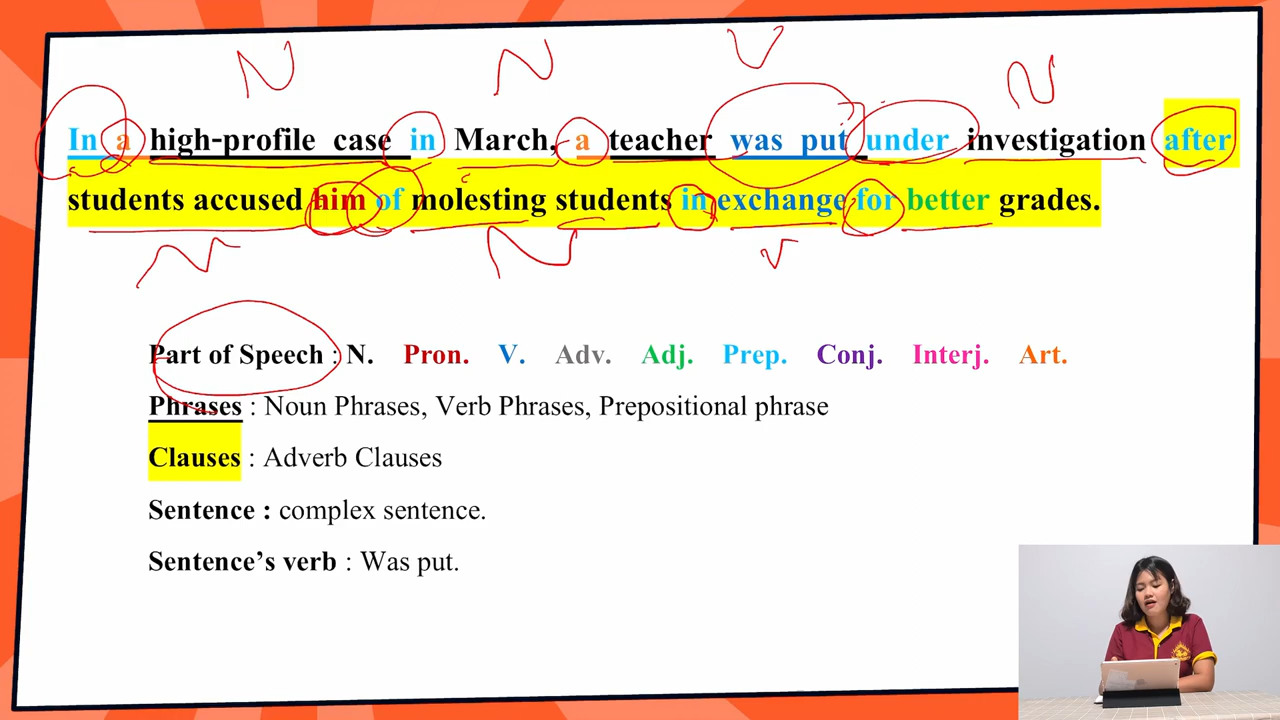 N N V N
In a high-profile case in March, a teacher was put under investigation after
students accused him of molesting students in exchange for better grades.
N N v
Part of Speech : N. Pron. V. Adv. Adj. Prep. Conj. Interj. Art.
Phrases : Noun Phrases, Verb Phrases, Prepositional phrase
Clauses : Adverb Clauses
Sentence : complex sentence.
Sentence’s verb : Was put.